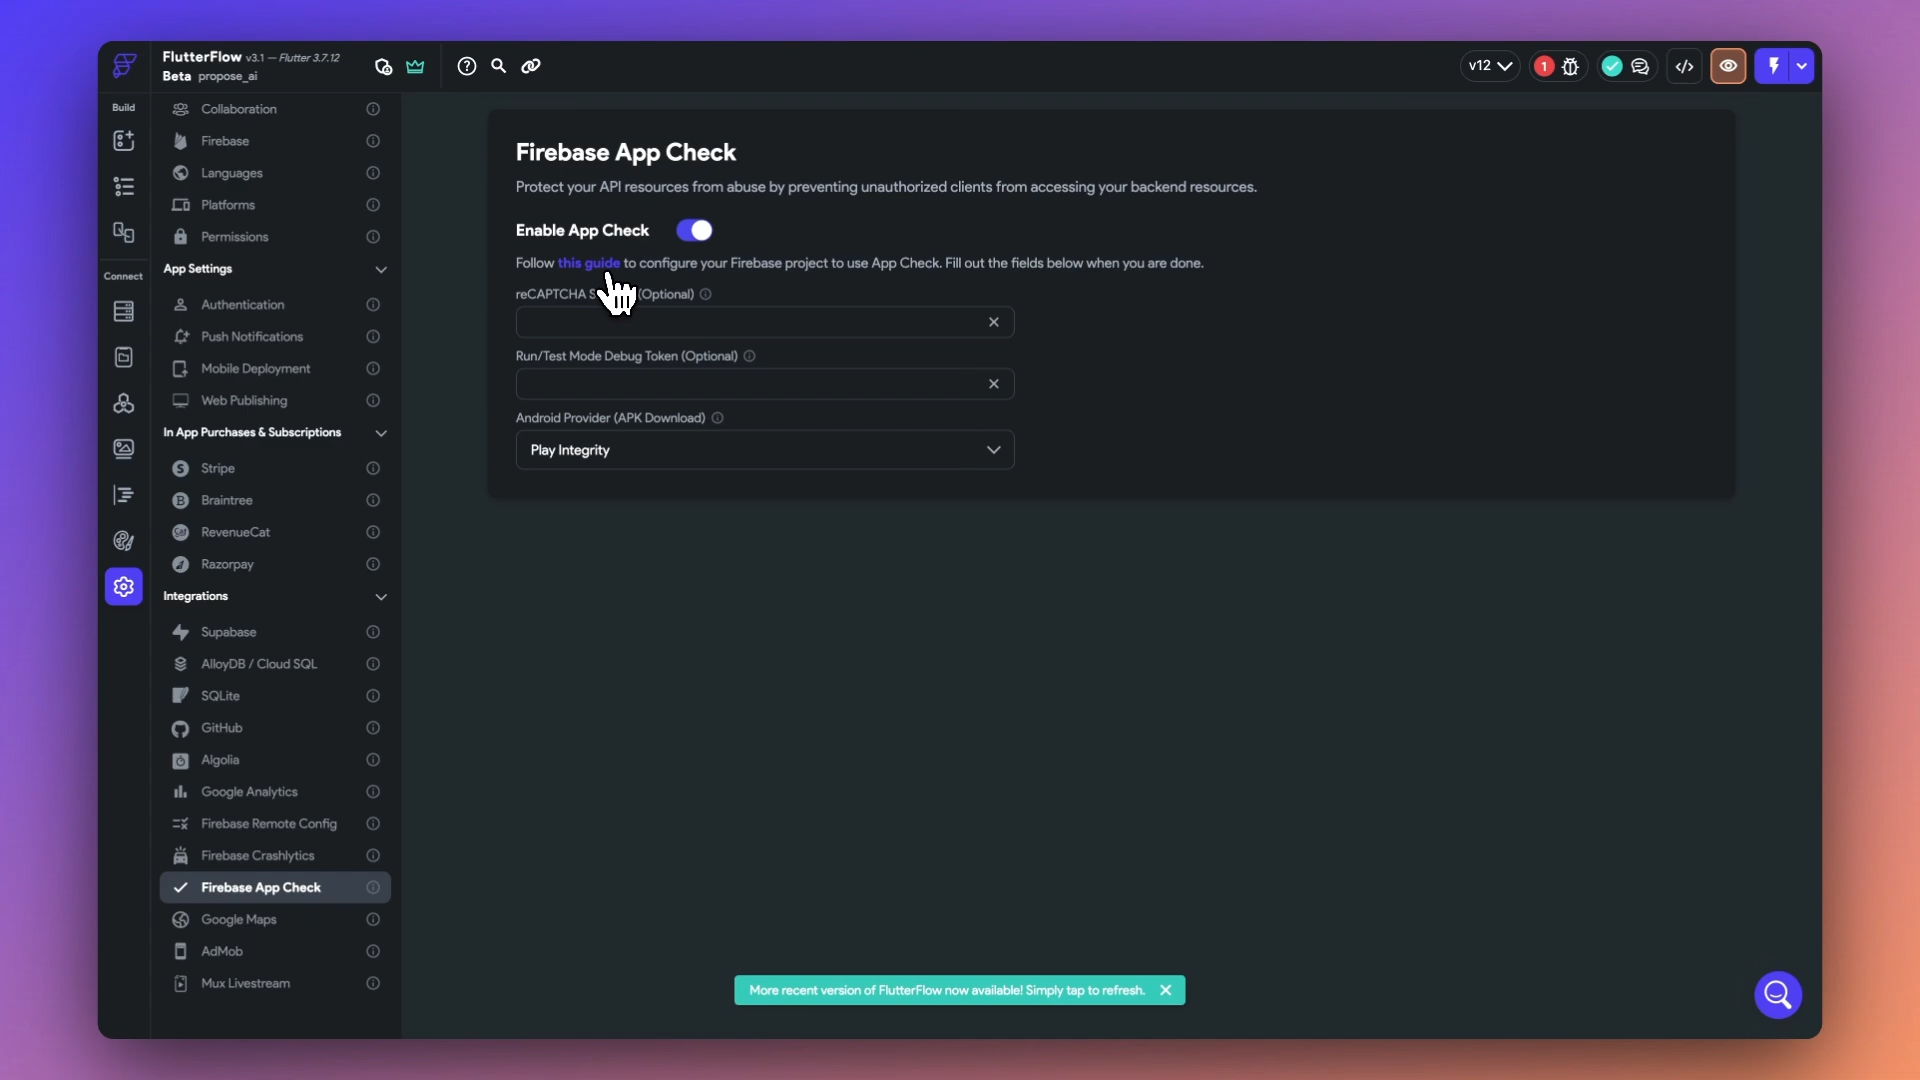 FlutterFlow v3.1 — Flutter 3.7.12
Beta propose_ai
v12
1
Build
Connect
Collaboration
Firebase
Languages
Platforms
Permissions
App Settings
Authentication
Push Notifications
Mobile Deployment
Web Publishing
In App Purchases & Subscriptions
Stripe
Braintree
RevenueCat
Razorpay
Integrations
Supabase
AlloyDB / Cloud SQL
SQLite
GitHub
Algolia
Google Analytics
Firebase Remote Config
Firebase Crashlytics
Firebase App Check
Google Maps
AdMob
Mux Livestream
Firebase App Check
Protect your API resources from abuse by preventing unauthorized clients from accessing your backend resources.
Enable App Check
Follow this guide to configure your Firebase project to use App Check. Fill out the fields below when you are done.
reCAPTCHA (Optional)
Run/Test Mode Debug Token (Optional)
Android Provider (APK Download)
Play Integrity
More recent version of FlutterFlow now available! Simply tap to refresh.